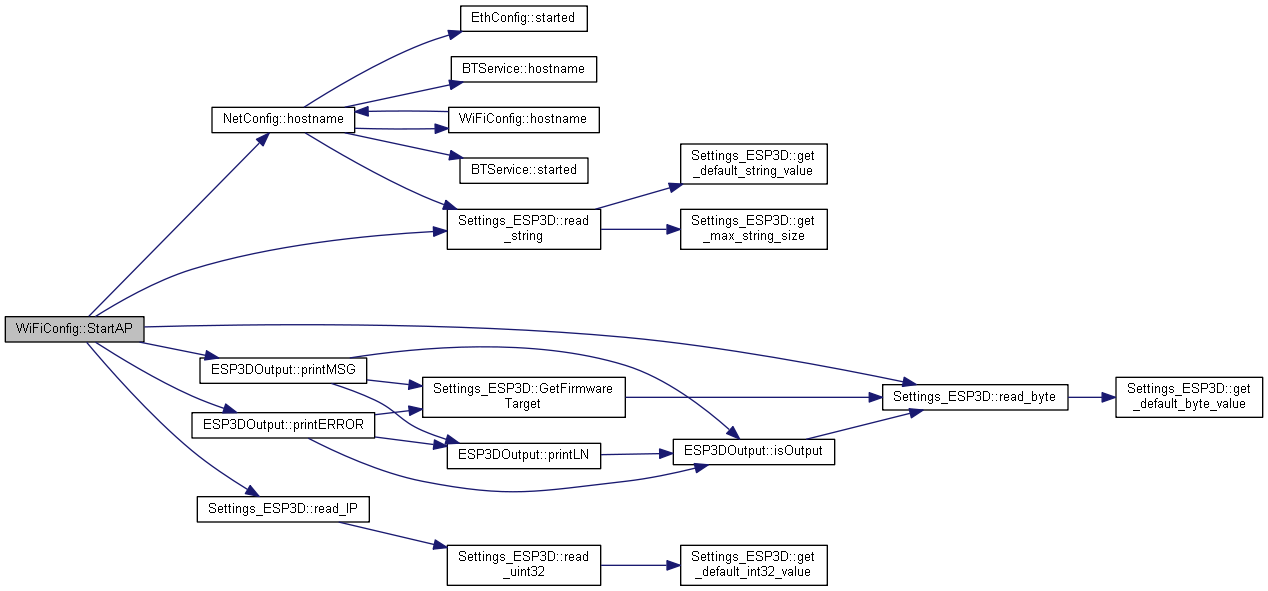 EthConfig::started
BTService::hostname
NetConfig::hostname
WiFiConfig::hostname
BTService::started
Settings_ESP3D::get
_default_string_value
Settings_ESP3D::read
_string
Settings_ESP3D::get
_max_string_size
WiFiConfig::StartAP
ESP3DOutput::printMSG
Settings_ESP3D::GetFirmware
Target
Settings_ESP3D::read_byte
Settings_ESP3D::get
_default_byte_value
ESP3DOutput::printERROR
ESP3DOutput::printLN
ESP3DOutput::isOutput
Settings_ESP3D::read_IP
Settings_ESP3D::read
_uint32
Settings_ESP3D::get
_default_int32_value